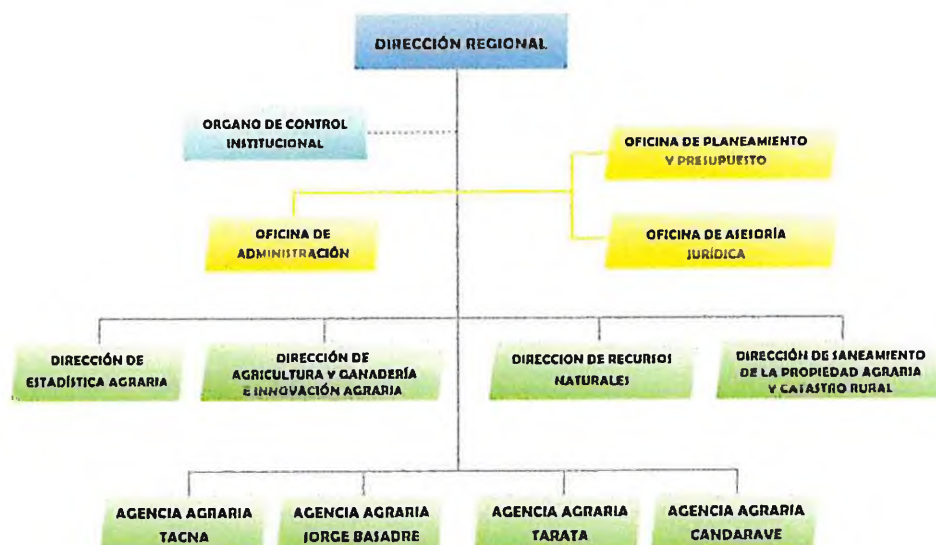 DIRECCIÓN REGIONAL
ORGANO DE CONTROL
INSTITUCIONAL
OFICINA DE PLANEAMIENTO
Y PRESUPUESTO
OFICINA DE
ADMINISTRACIÓN
OFICINA DE ASESORÍA
JURÍDICA
DIRECCIÓN DE
ESTADÍSTICA AGRARIA
DIRECCIÓN DE
AGRICULTURA Y GANADERÍA
E INNOVACIÓN AGRARIA
DIRECCION DE RECURSOS
NATURALES
DIRECCIÓN DE SANEAMIENTO
DE LA PROPIEDAD AGRARIA
Y CATASTRO RURAL
AGENCIA AGRARIA
TACNA
AGENCIA AGRARIA
JORGE BASADRE
AGENCIA AGRARIA
TARATA
AGENCIA AGRARIA
CANDARAVE